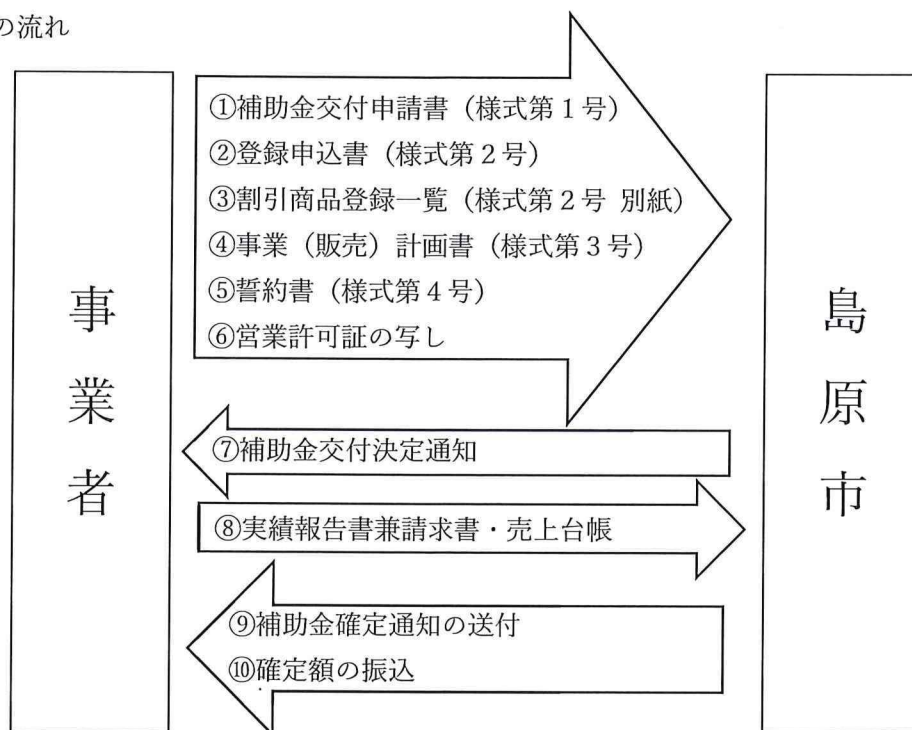 の流れ
事業者
①補助金交付申請書（様式第１号）
②登録申込書（様式第２号）
③割引商品登録一覧（様式第２号 別紙）
④事業（販売）計画書（様式第３号）
⑤誓約書（様式第４号）
⑥営業許可証の写し
⑦補助金交付決定通知
⑧実績報告書兼請求書・売上台帳
⑨補助金確定通知の送付
⑩確定額の振込
島原市